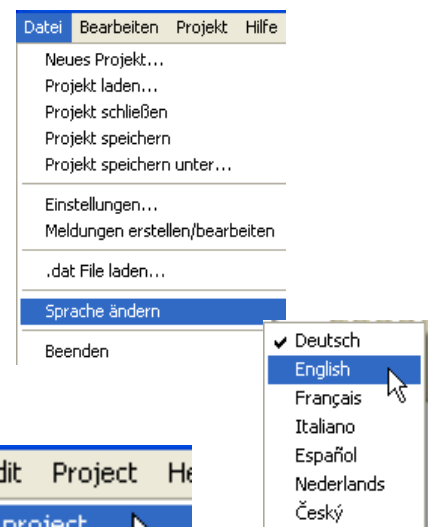 Datei Bearbeiten Projekt Hilfe
Neues Projekt...
Projekt laden...
Projekt schließen
Projekt speichern
Projekt speichern unter...
Einstellungen...
Meldungen erstellen/bearbeiten
.dat File laden...
Sprache ändern
Beenden
Deutsch
English
Français
Italiano
Español
Nederlands
Český
dit Project He
project